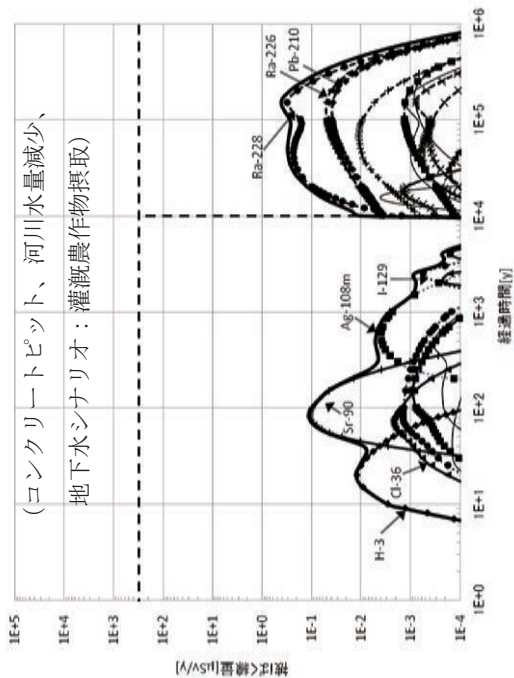 （コンクリートピット、河川水量減少、
地下水シナリオ：灌漑農作物摂取）
被ばく線量[μSv/y]
1E+5
1E+4
1E+3
1E+2
1E+1
1E+0
1E-1
1E-2
1E-3
1E-4
H-3
Cl-36
Sr-90
Ag-108m
I-129
Ra-228
Ra-226
Pb-210
1E+0
1E+1
1E+2
1E+3
1E+4
1E+5
1E+6
経過時間[y]